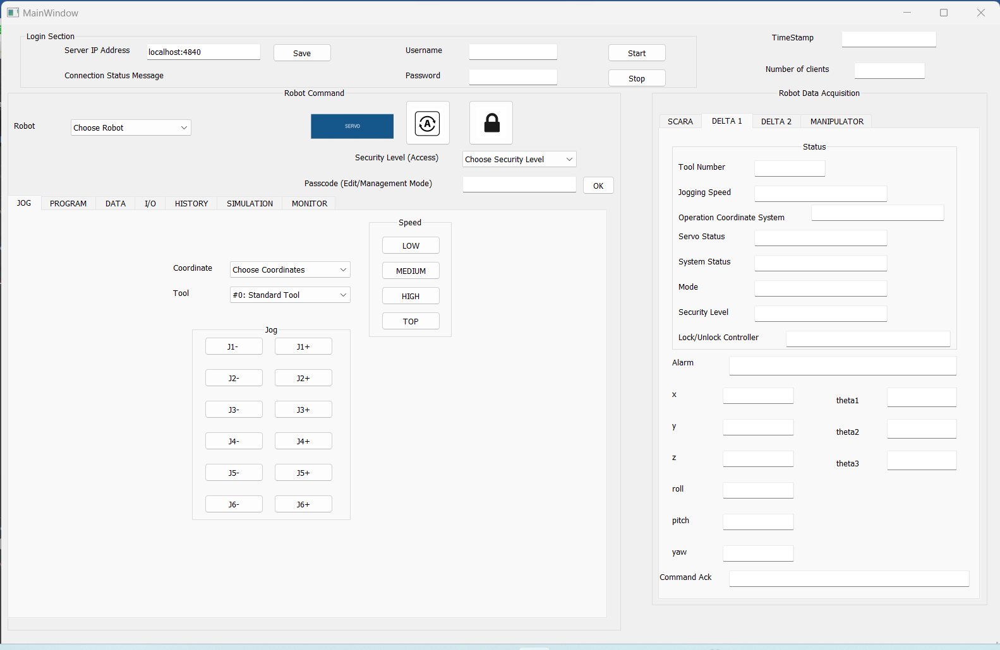 MainWindow
Login Section
Server IP Address localhost:4840 Save Username Start
Connection Status Message Password Stop
TimeStamp
Number of clients
Robot Command
Robot Choose Robot SERVO A
Security Level (Access) Choose Security Level
Passcode (Edit/Management Mode) OK
JOG PROGRAM DATA I/O HISTORY SIMULATION MONITOR
Speed
LOW
MEDIUM
HIGH
TOP
Coordinate Choose Coordinates
Tool #0: Standard Tool
Jog
J1- J1+
J2- J2+
J3- J3+
J4- J4+
J5- J5+
J6- J6+
Robot Data Acquisition
SCARA DELTA 1 DELTA 2 MANIPULATOR
Status
Tool Number
Jogging Speed
Operation Coordinate System
Servo Status
System Status
Mode
Security Level
Lock/Unlock Controller
Alarm
x theta1
y theta2
z theta3
roll
pitch
yaw
Command Ack